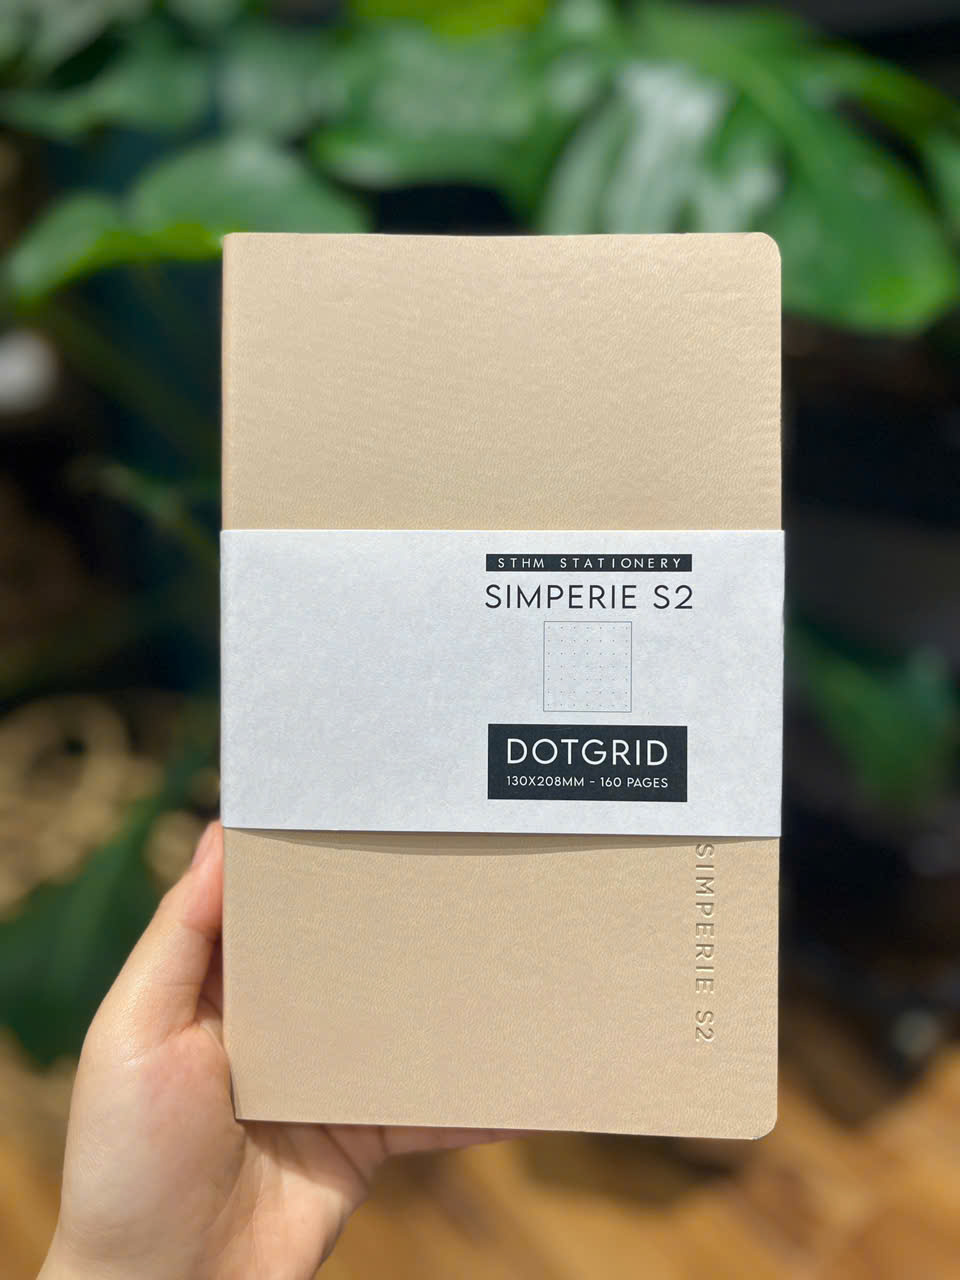 STHM STATIONERY
SIMPERIE S2
DOTGRID
130X208MM - 160 PAGES
SIMPERIE S2